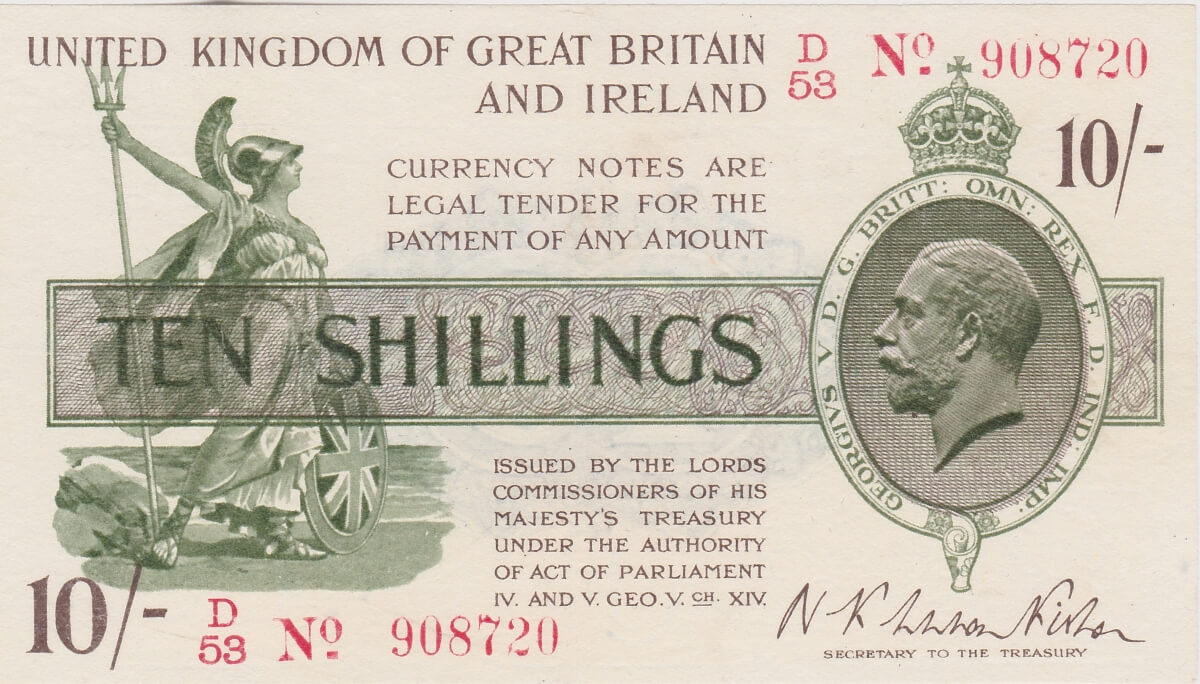 UNITED KINGDOM OF GREAT BRITAIN
AND IRELAND
D
53
Nº 908720
10/-
CURRENCY NOTES ARE
LEGAL TENDER FOR THE
PAYMENT OF ANY AMOUNT
GEORGIVS V D. G. BRITT: OMN: REX F. D. IND: IMP:
TEN SHILLINGS
ISSUED BY THE LORDS
COMMISSIONERS OF HIS
MAJESTY'S TREASURY
UNDER THE AUTHORITY
OF ACT OF PARLIAMENT
IV. AND V. GEO. V. CH. XIV.
10/-
D
53
Nº 908720
SECRETARY TO THE TREASURY